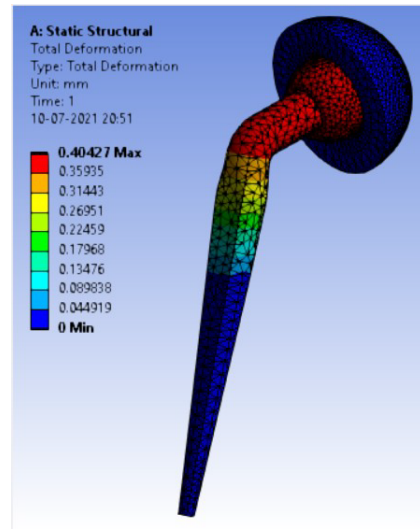 A: Static Structural
Total Deformation
Type: Total Deformation
Unit: mm
Time: 1
10-07-2021 20:51
0.40427 Max
0.35935
0.31443
0.26951
0.22459
0.17968
0.13476
0.089838
0.044919
0 Min